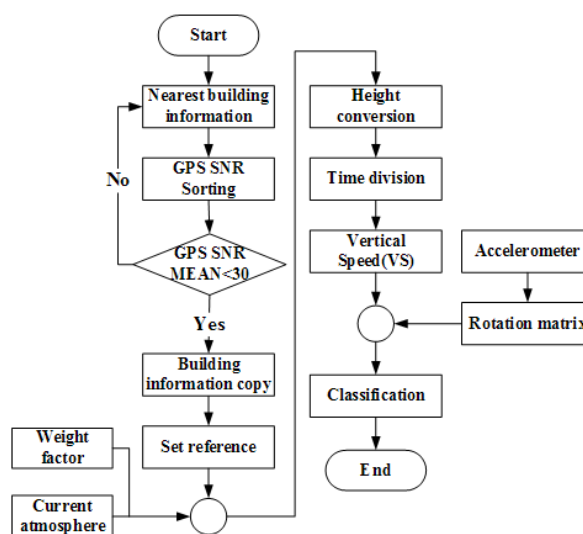 Start
Nearest building
information
No
GPS SNR
Sorting
GPS SNR
MEAN<30
Yes
Building
information copy
Weight
factor
Set reference
Current
atmosphere
Height
conversion
Time division
Vertical
Speed(VS)
Accelerometer
Rotation matrix
Classification
End